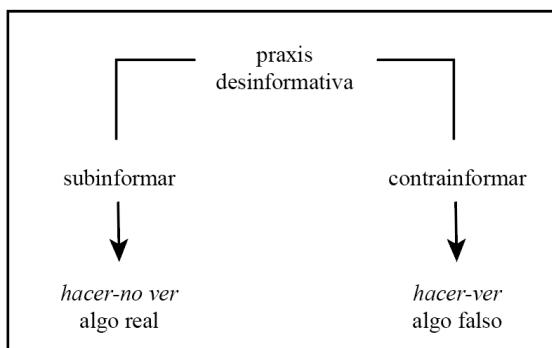 praxis
desinformativa
subinformar
contrainformar
hacer-no ver
algo real
hacer-ver
algo falso